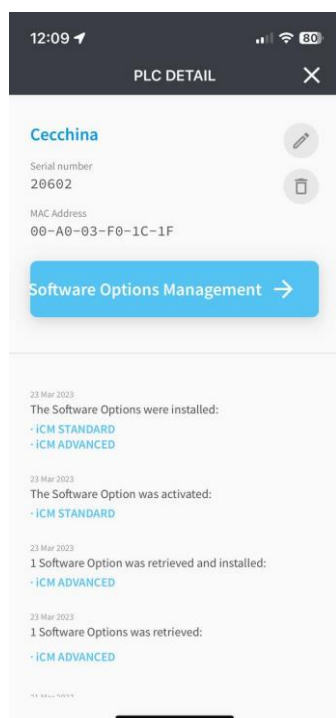 12:09
80
PLC DETAIL
Cecchina
Serial number
20602
MAC Address
00-A0-03-F0-1C-1F
Software Options Management
23 Mar 2023
The Software Options were installed:
· iCM STANDARD
· iCM ADVANCED
23 Mar 2023
The Software Option was activated:
· iCM STANDARD
23 Mar 2023
1 Software Option was retrieved and installed:
· iCM ADVANCED
23 Mar 2023
1 Software Options was retrieved:
· iCM ADVANCED